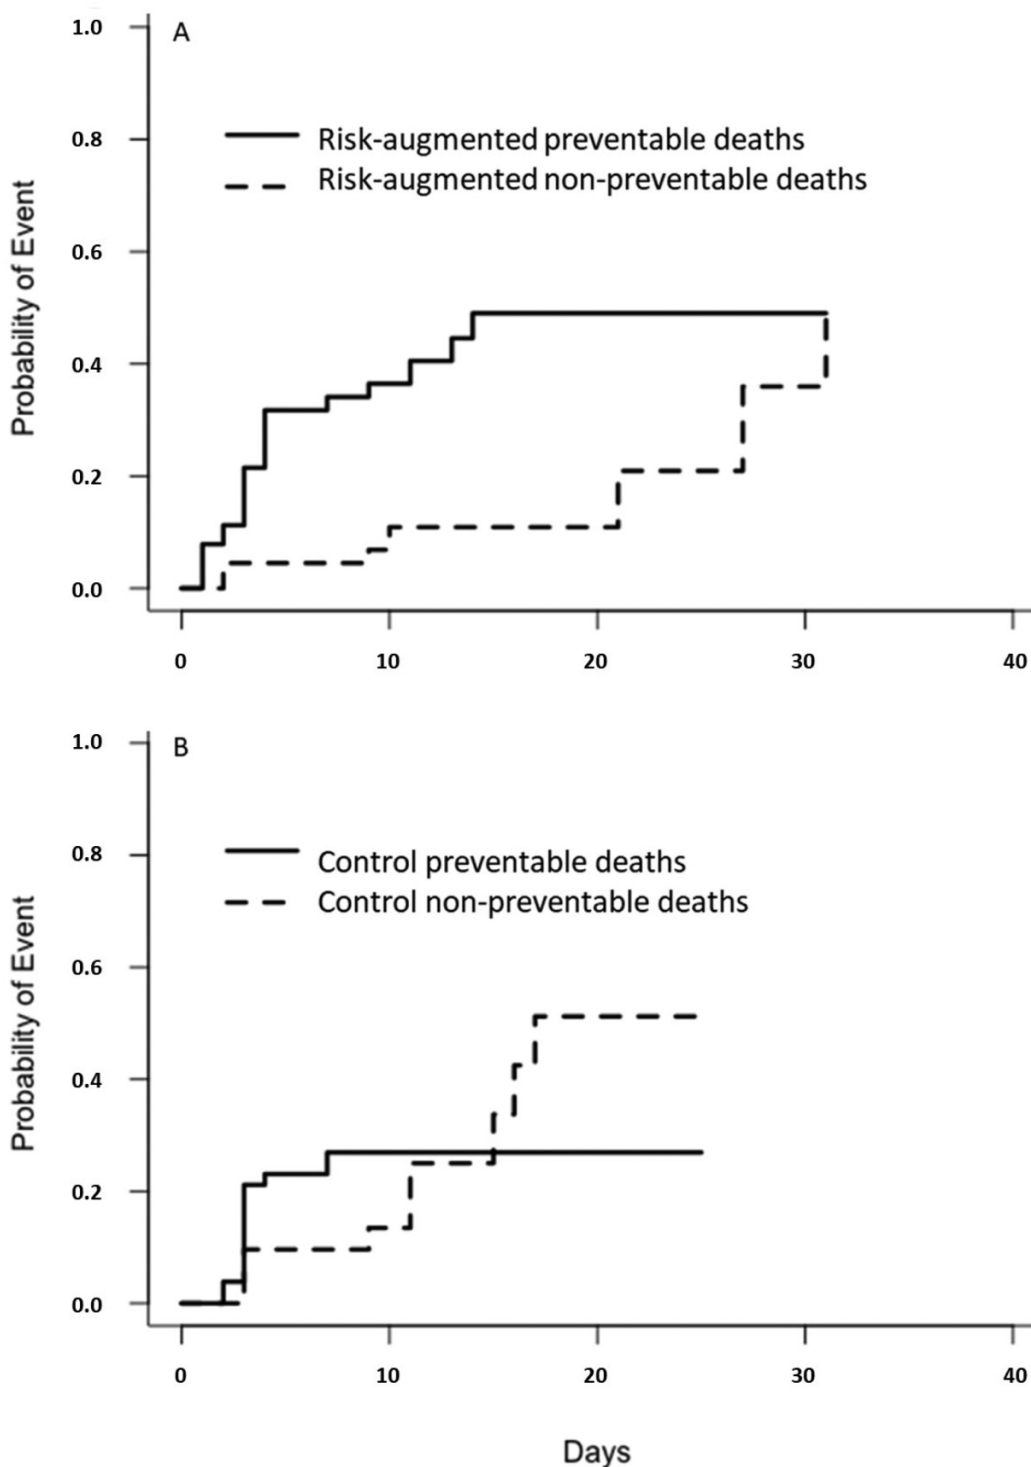 A
1.0
0.8
0.6
0.4
0.2
0.0
Probability of Event
Risk-augmented preventable deaths
Risk-augmented non-preventable deaths
0 10 20 30 40
B
1.0
0.8
0.6
0.4
0.2
0.0
Probability of Event
Control preventable deaths
Control non-preventable deaths
0 10 20 30 40
Days